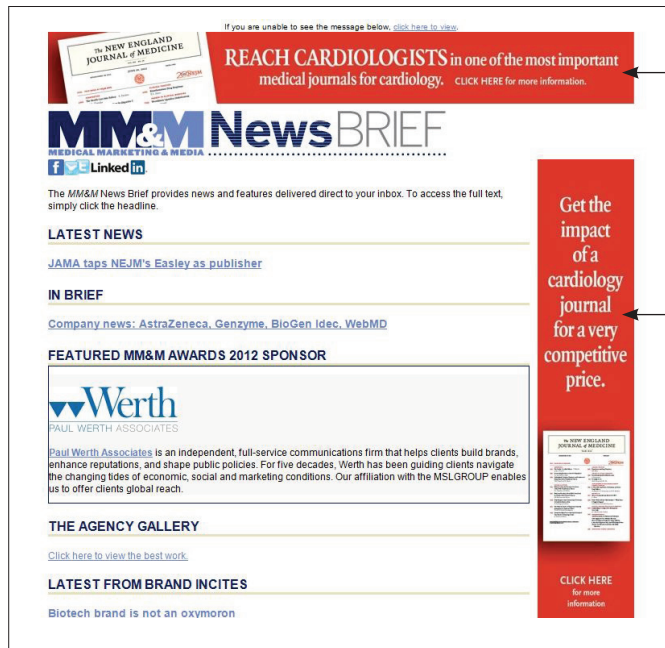 If you are unable to see the message below, click here to view.
The NEW ENGLAND
JOURNAL of MEDICINE
REACH CARDIOLOGISTS in one of the most important
medical journals for cardiology. CLICK HERE for more information.
MM&M NewsBRIEF
MEDICAL MARKETING & MEDIA
Linked in
The MM&M News Brief provides news and features delivered direct to your inbox. To access the full text,
simply click the headline.
LATEST NEWS
JAMA taps NEJM's Easley as publisher
IN BRIEF
Company news: AstraZeneca, Genzyme, BioGen Idec, WebMD
FEATURED MM&M AWARDS 2012 SPONSOR
Werth
PAUL WERTH ASSOCIATES
Paul Werth Associates is an independent, full-service communications firm that helps clients build brands,
enhance reputations, and shape public policies. For five decades, Werth has been guiding clients navigate
the changing tides of economic, social and marketing conditions. Our affiliation with the MSLGROUP enables
us to offer clients global reach.
THE AGENCY GALLERY
Click here to view the best work.
LATEST FROM BRAND INCITES
Biotech brand is not an oxymoron
Get the
impact
of a
cardiology
journal
for a very
competitive
price.
The NEW ENGLAND
JOURNAL of MEDICINE
CLICK HERE
for more
information